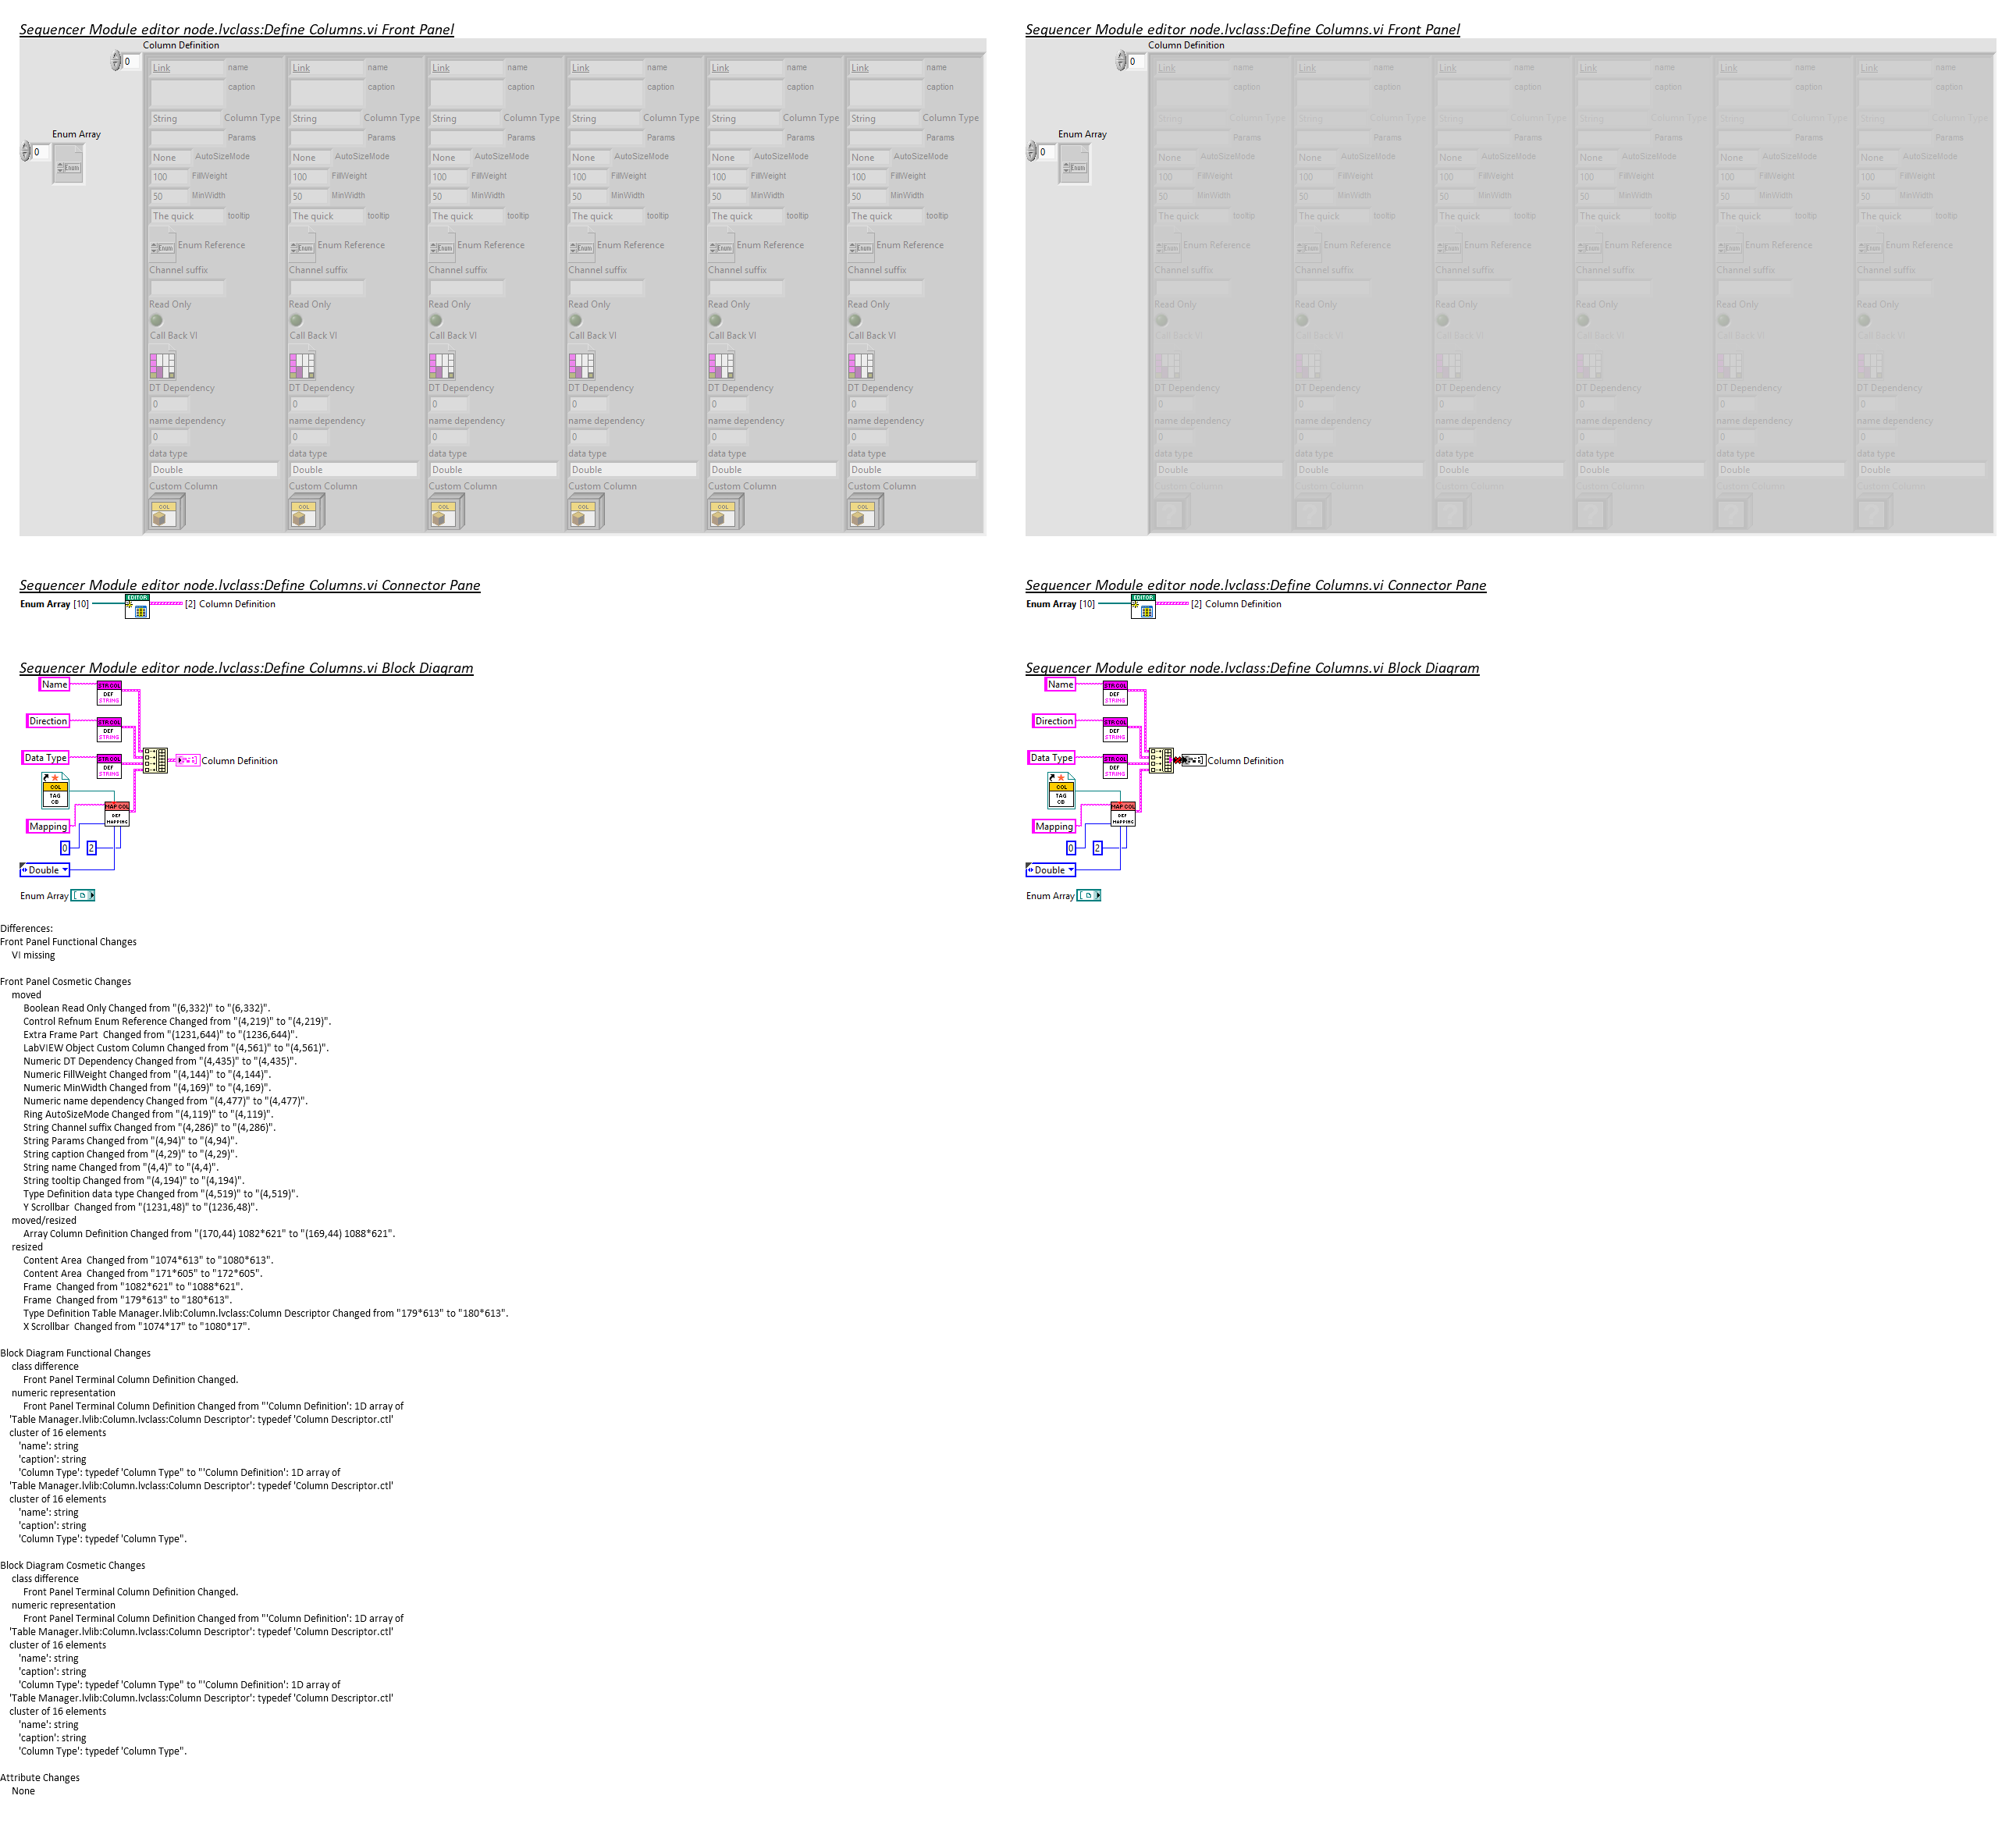 Sequencer Module editor node.lvclass:Define Columns.vi Front Panel
Column Definition
0
Link name Link name Link name Link name Link name Link name
caption caption caption caption caption caption
String Column Type String Column Type String Column Type String Column Type String Column Type String Column Type
Enum Array
0
Enum
Params Params Params Params Params Params
None AutoSizeMode None AutoSizeMode None AutoSizeMode None AutoSizeMode None AutoSizeMode None AutoSizeMode
100 FillWeight 100 FillWeight 100 FillWeight 100 FillWeight 100 FillWeight 100 FillWeight
50 MinWidth 50 MinWidth 50 MinWidth 50 MinWidth 50 MinWidth 50 MinWidth
The quick tooltip The quick tooltip The quick tooltip The quick tooltip The quick tooltip The quick tooltip
Enum Enum Reference Enum Enum Reference Enum Enum Reference Enum Enum Reference Enum Enum Reference Enum Enum Reference
Channel suffix Channel suffix Channel suffix Channel suffix Channel suffix Channel suffix
Read Only Read Only Read Only Read Only Read Only Read Only
Call Back VI Call Back VI Call Back VI Call Back VI Call Back VI Call Back VI
DT Dependency DT Dependency DT Dependency DT Dependency DT Dependency DT Dependency
0 0 0 0 0 0
name dependency name dependency name dependency name dependency name dependency name dependency
0 0 0 0 0 0
data type data type data type data type data type data type
Double Double Double Double Double Double
Custom Column Custom Column Custom Column Custom Column Custom Column Custom Column
COL COL COL COL COL COL
Sequencer Module editor node.lvclass:Define Columns.vi Front Panel
Column Definition
0
Link name Link name Link name Link name Link name Link name
caption caption caption caption caption caption
String Column Type String Column Type String Column Type String Column Type String Column Type String Column Type
Enum Array
0
Enum
Params Params Params Params Params Params
None AutoSizeMode None AutoSizeMode None AutoSizeMode None AutoSizeMode None AutoSizeMode None AutoSizeMode
100 FillWeight 100 FillWeight 100 FillWeight 100 FillWeight 100 FillWeight 100 FillWeight
50 MinWidth 50 MinWidth 50 MinWidth 50 MinWidth 50 MinWidth 50 MinWidth
The quick tooltip The quick tooltip The quick tooltip The quick tooltip The quick tooltip The quick tooltip
Enum Enum Reference Enum Enum Reference Enum Enum Reference Enum Enum Reference Enum Enum Reference Enum Enum Reference
Channel suffix Channel suffix Channel suffix Channel suffix Channel suffix Channel suffix
Read Only Read Only Read Only Read Only Read Only Read Only
Call Back VI Call Back VI Call Back VI Call Back VI Call Back VI Call Back VI
DT Dependency DT Dependency DT Dependency DT Dependency DT Dependency DT Dependency
0 0 0 0 0 0
name dependency name dependency name dependency name dependency name dependency name dependency
0 0 0 0 0 0
data type data type data type data type data type data type
Double Double Double Double Double Double
Custom Column Custom Column Custom Column Custom Column Custom Column Custom Column
? ? ? ? ? ?
Sequencer Module editor node.lvclass:Define Columns.vi Connector Pane
Enum Array [10] EDITOR [2] Column Definition
Sequencer Module editor node.lvclass:Define Columns.vi Connector Pane
Enum Array [10] EDITOR [2] Column Definition
Sequencer Module editor node.lvclass:Define Columns.vi Block Diagram
Name STR COL DEF STRING
Direction STR COL DEF STRING
Data Type STR COL DEF STRING
Column Definition
COL TAG CB
MAP COL DEF MAPPING
Mapping
0 2
Double
Enum Array
Sequencer Module editor node.lvclass:Define Columns.vi Block Diagram
Name STR COL DEF STRING
Direction STR COL DEF STRING
Data Type STR COL DEF STRING
Column Definition
COL TAG CB
MAP COL DEF MAPPING
Mapping
0 2
Double
Enum Array
Differences:
Front Panel Functional Changes
VI missing
Front Panel Cosmetic Changes
moved
Boolean Read Only Changed from "(6,332)" to "(6,332)".
Control Refnum Enum Reference Changed from "(4,219)" to "(4,219)".
Extra Frame Part  Changed from "(1231,644)" to "(1236,644)".
LabVIEW Object Custom Column Changed from "(4,561)" to "(4,561)".
Numeric DT Dependency Changed from "(4,435)" to "(4,435)".
Numeric FillWeight Changed from "(4,144)" to "(4,144)".
Numeric MinWidth Changed from "(4,169)" to "(4,169)".
Numeric name dependency Changed from "(4,477)" to "(4,477)".
Ring AutoSizeMode Changed from "(4,119)" to "(4,119)".
String Channel suffix Changed from "(4,286)" to "(4,286)".
String Params Changed from "(4,94)" to "(4,94)".
String caption Changed from "(4,29)" to "(4,29)".
String name Changed from "(4,4)" to "(4,4)".
String tooltip Changed from "(4,194)" to "(4,194)".
Type Definition data type Changed from "(4,519)" to "(4,519)".
Y Scrollbar  Changed from "(1231,48)" to "(1236,48)".
moved/resized
Array Column Definition Changed from "(170,44) 1082*621" to "(169,44) 1088*621".
resized
Content Area  Changed from "1074*613" to "1080*613".
Content Area  Changed from "171*605" to "172*605".
Frame  Changed from "1082*621" to "1088*621".
Frame  Changed from "179*613" to "180*613".
Type Definition Table Manager.lvlib:Column.lvclass:Column Descriptor Changed from "179*613" to "180*613".
X Scrollbar  Changed from "1074*17" to "1080*17".
Block Diagram Functional Changes
class difference
Front Panel Terminal Column Definition Changed.
numeric representation
Front Panel Terminal Column Definition Changed from "'Column Definition': 1D array of
'Table Manager.lvlib:Column.lvclass:Column Descriptor': typedef 'Column Descriptor.ctl'
cluster of 16 elements
'name': string
'caption': string
'Column Type': typedef 'Column Type" to "'Column Definition': 1D array of
'Table Manager.lvlib:Column.lvclass:Column Descriptor': typedef 'Column Descriptor.ctl'
cluster of 16 elements
'name': string
'caption': string
'Column Type': typedef 'Column Type".
Block Diagram Cosmetic Changes
class difference
Front Panel Terminal Column Definition Changed.
numeric representation
Front Panel Terminal Column Definition Changed from "'Column Definition': 1D array of
'Table Manager.lvlib:Column.lvclass:Column Descriptor': typedef 'Column Descriptor.ctl'
cluster of 16 elements
'name': string
'caption': string
'Column Type': typedef 'Column Type" to "'Column Definition': 1D array of
'Table Manager.lvlib:Column.lvclass:Column Descriptor': typedef 'Column Descriptor.ctl'
cluster of 16 elements
'name': string
'caption': string
'Column Type': typedef 'Column Type".
Attribute Changes
None